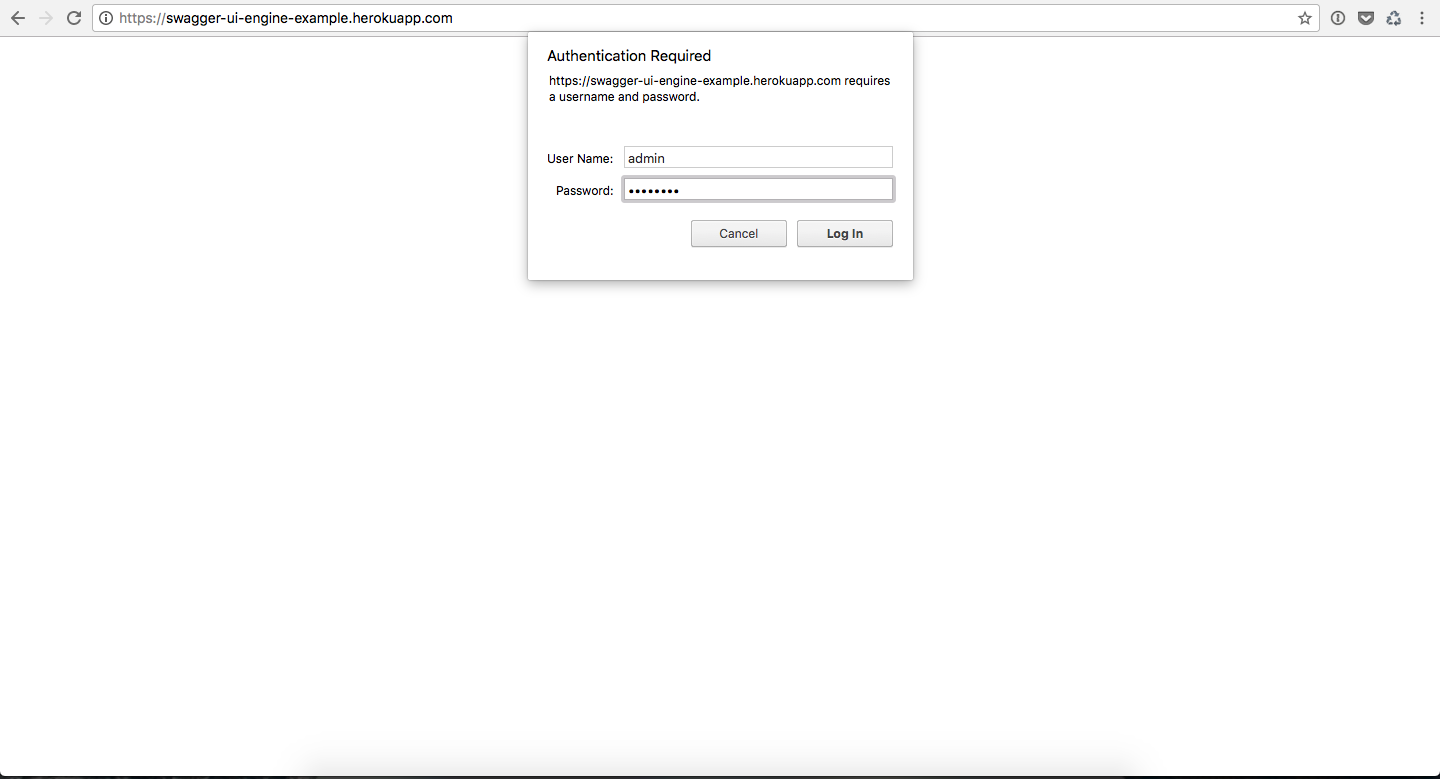 https://swagger-ui-engine-example.herokuapp.com
Authentication Required
https://swagger-ui-engine-example.herokuapp.com requires
a username and password.
User Name: admin
Password: ••••••••
Cancel Log In